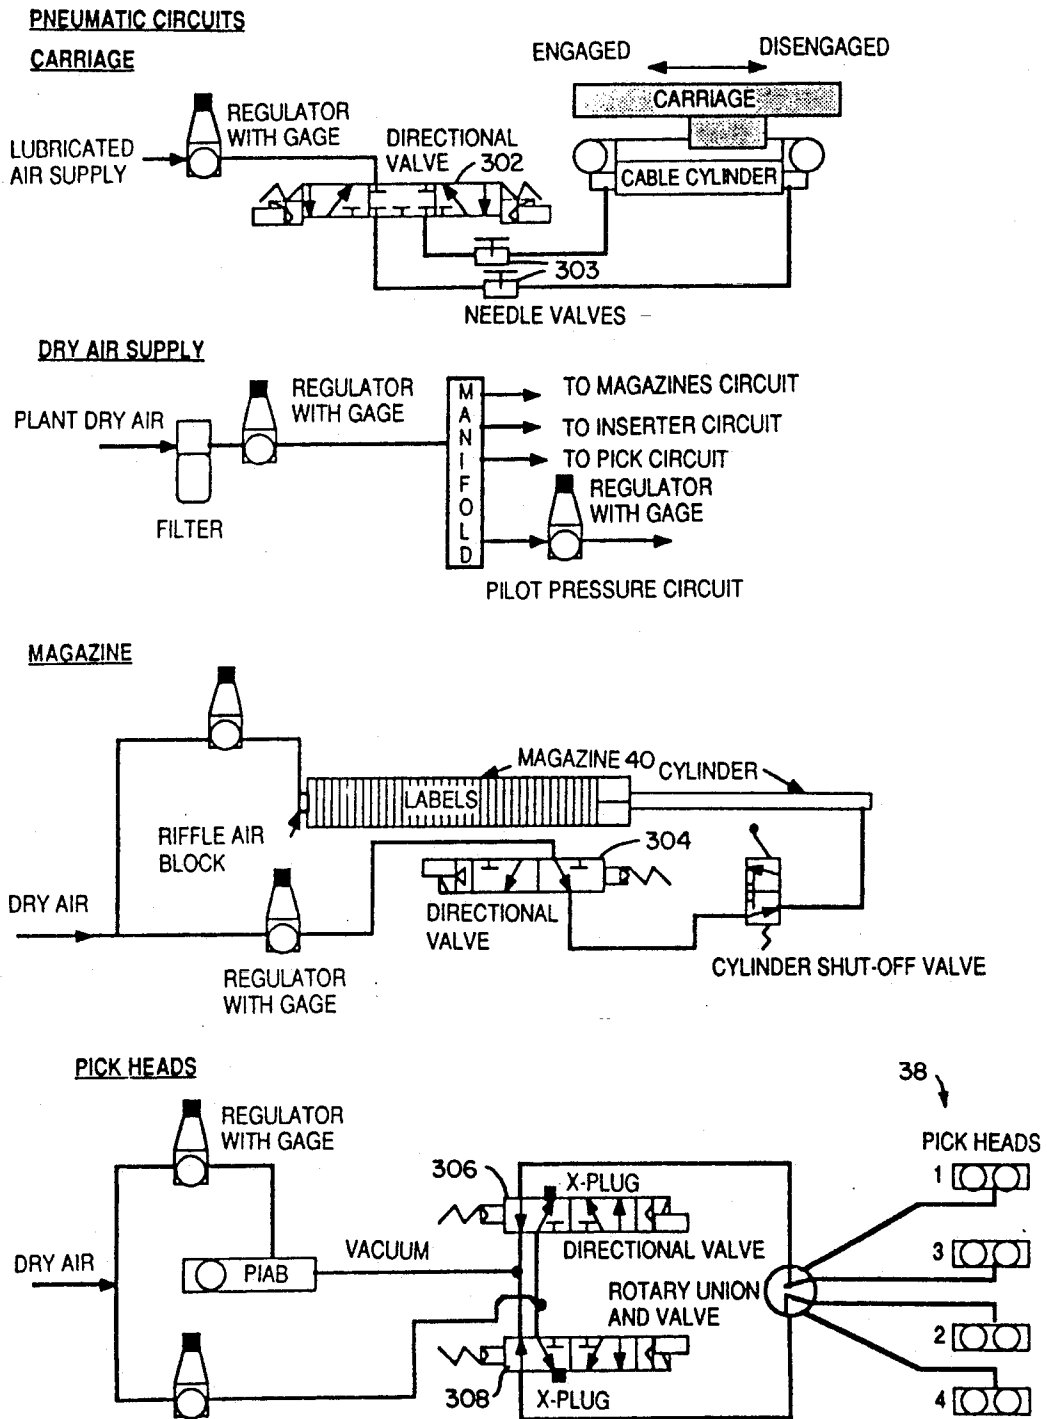 PNEUMATIC CIRCUITS
CARRIAGE
ENGAGED
DISENGAGED
CARRIAGE
REGULATOR
WITH GAGE
LUBRICATED
AIR SUPPLY
DIRECTIONAL
VALVE
302
CABLE CYLINDER
303
NEEDLE VALVES
DRY AIR SUPPLY
PLANT DRY AIR
REGULATOR
WITH GAGE
FILTER
MANIFOLD
TO MAGAZINES CIRCUIT
TO INSERTER CIRCUIT
TO PICK CIRCUIT
REGULATOR
WITH GAGE
PILOT PRESSURE CIRCUIT
MAGAZINE
MAGAZINE 40
CYLINDER
LABELS
RIFFLE AIR
BLOCK
304
DRY AIR
DIRECTIONAL
VALVE
REGULATOR
WITH GAGE
CYLINDER SHUT-OFF VALVE
PICK HEADS
38
REGULATOR
WITH GAGE
PICK HEADS
306
X-PLUG
1
DIRECTIONAL VALVE
VACUUM
DRY AIR
PIAB
3
ROTARY UNION
AND VALVE
2
308
X-PLUG
4